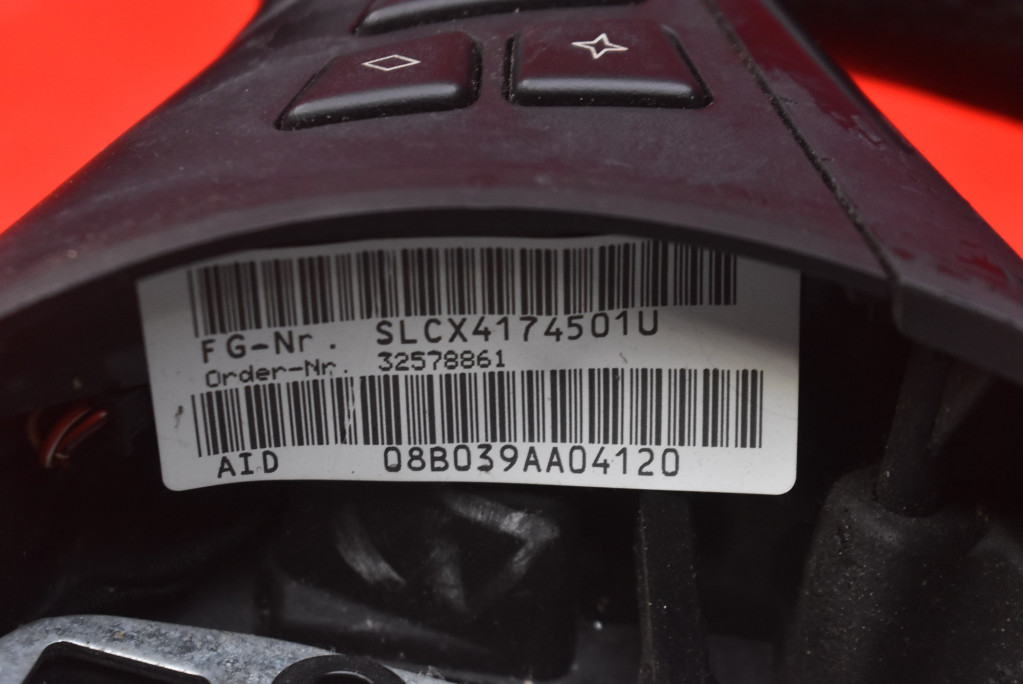 FG-Nr. SLCX4174501U
Order-Nr. 32578861
AID 08B039AA04120